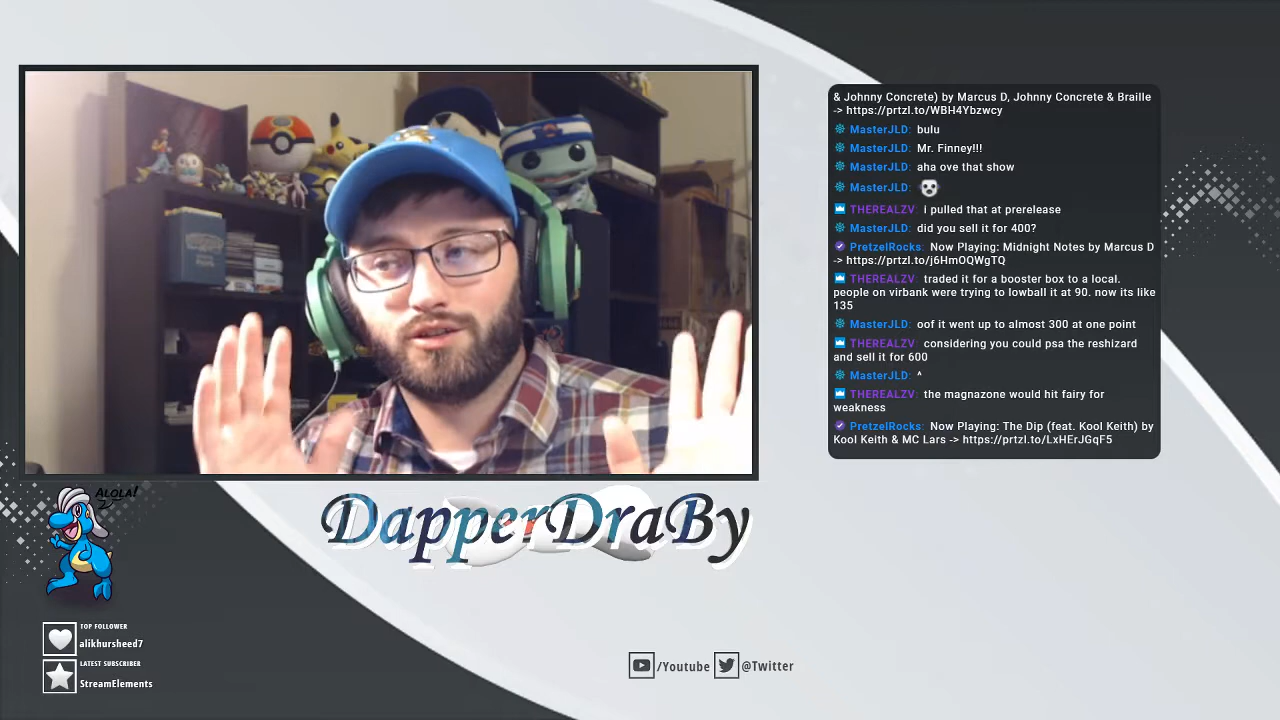 & Johnny Concrete) by Marcus D, Johnny Concrete & Braille
-> https://prtzl.to/WBH4Ybzwcy
MasterJLD: bulu
MasterJLD: Mr. Finney!!!
MasterJLD: aha ove that show
MasterJLD:
THEREALZV: i pulled that at prerelease
MasterJLD: did you sell it for 400?
PretzelRocks: Now Playing: Midnight Notes by Marcus D
-> https://prtzl.to/j6HmOQWgTQ
THEREALZV: traded it for a booster box to a local.
people on virbank were trying to lowball it at 90. now its like
135
MasterJLD: oof it went up to almost 300 at one point
THEREALZV: considering you could psa the reshizard
and sell it for 600
MasterJLD: ^
THEREALZV: the magnazone would hit fairy for
weakness
PretzelRocks: Now Playing: The Dip (feat. Kool Keith) by
Kool Keith & MC Lars -> https://prtzl.to/LxHErJGqF5
ALOLA!
DapperDraBy
TOP FOLLOWER
alikhursheed7
LATEST SUBSCRIBER
StreamElements
/Youtube
@Twitter